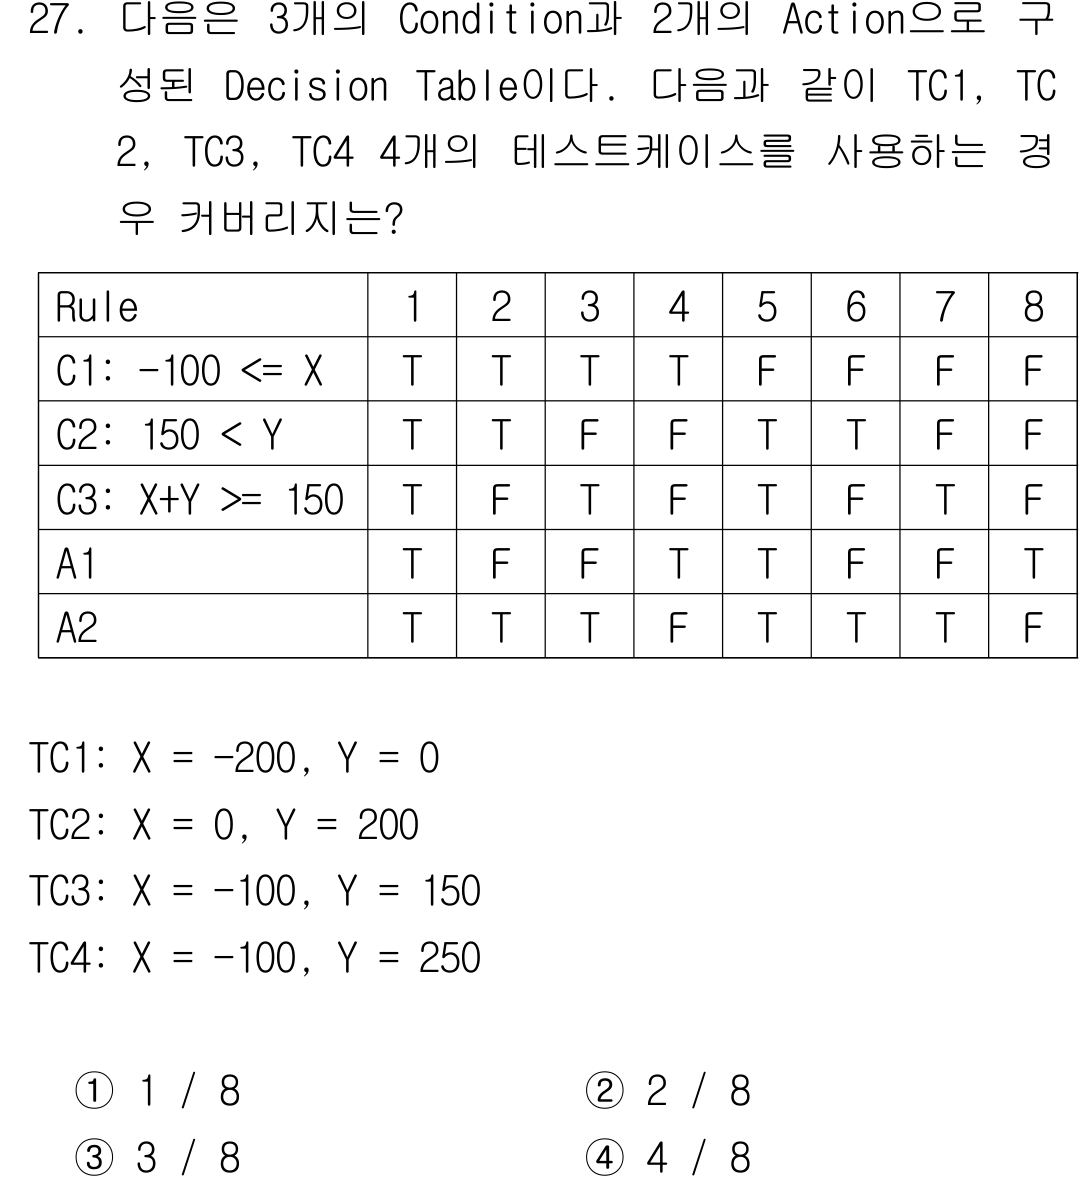 27. 다음은 3개의 Condition과 2개의 Action으로 구
성된 Decision Table이다. 다음과 같이 TC1, TC
2, TC3, TC4 4개의 테스트케이스를 사용하는 경
우 커버리지는?
Rule 1 2 3 4 5 6 7 8
C1: -100 <= X T T T T F F F F
C2: 150 < Y T T F F T T F F
C3: X+Y >= 150 T F T F T F T F
A1 T F F T T F F T
A2 T T T F T T T F
TC1: X = -200, Y = 0
TC2: X = 0, Y = 200
TC3: X = -100, Y = 150
TC4: X = -100, Y = 250
① 1 / 8 ② 2 / 8
③ 3 / 8 ④ 4 / 8